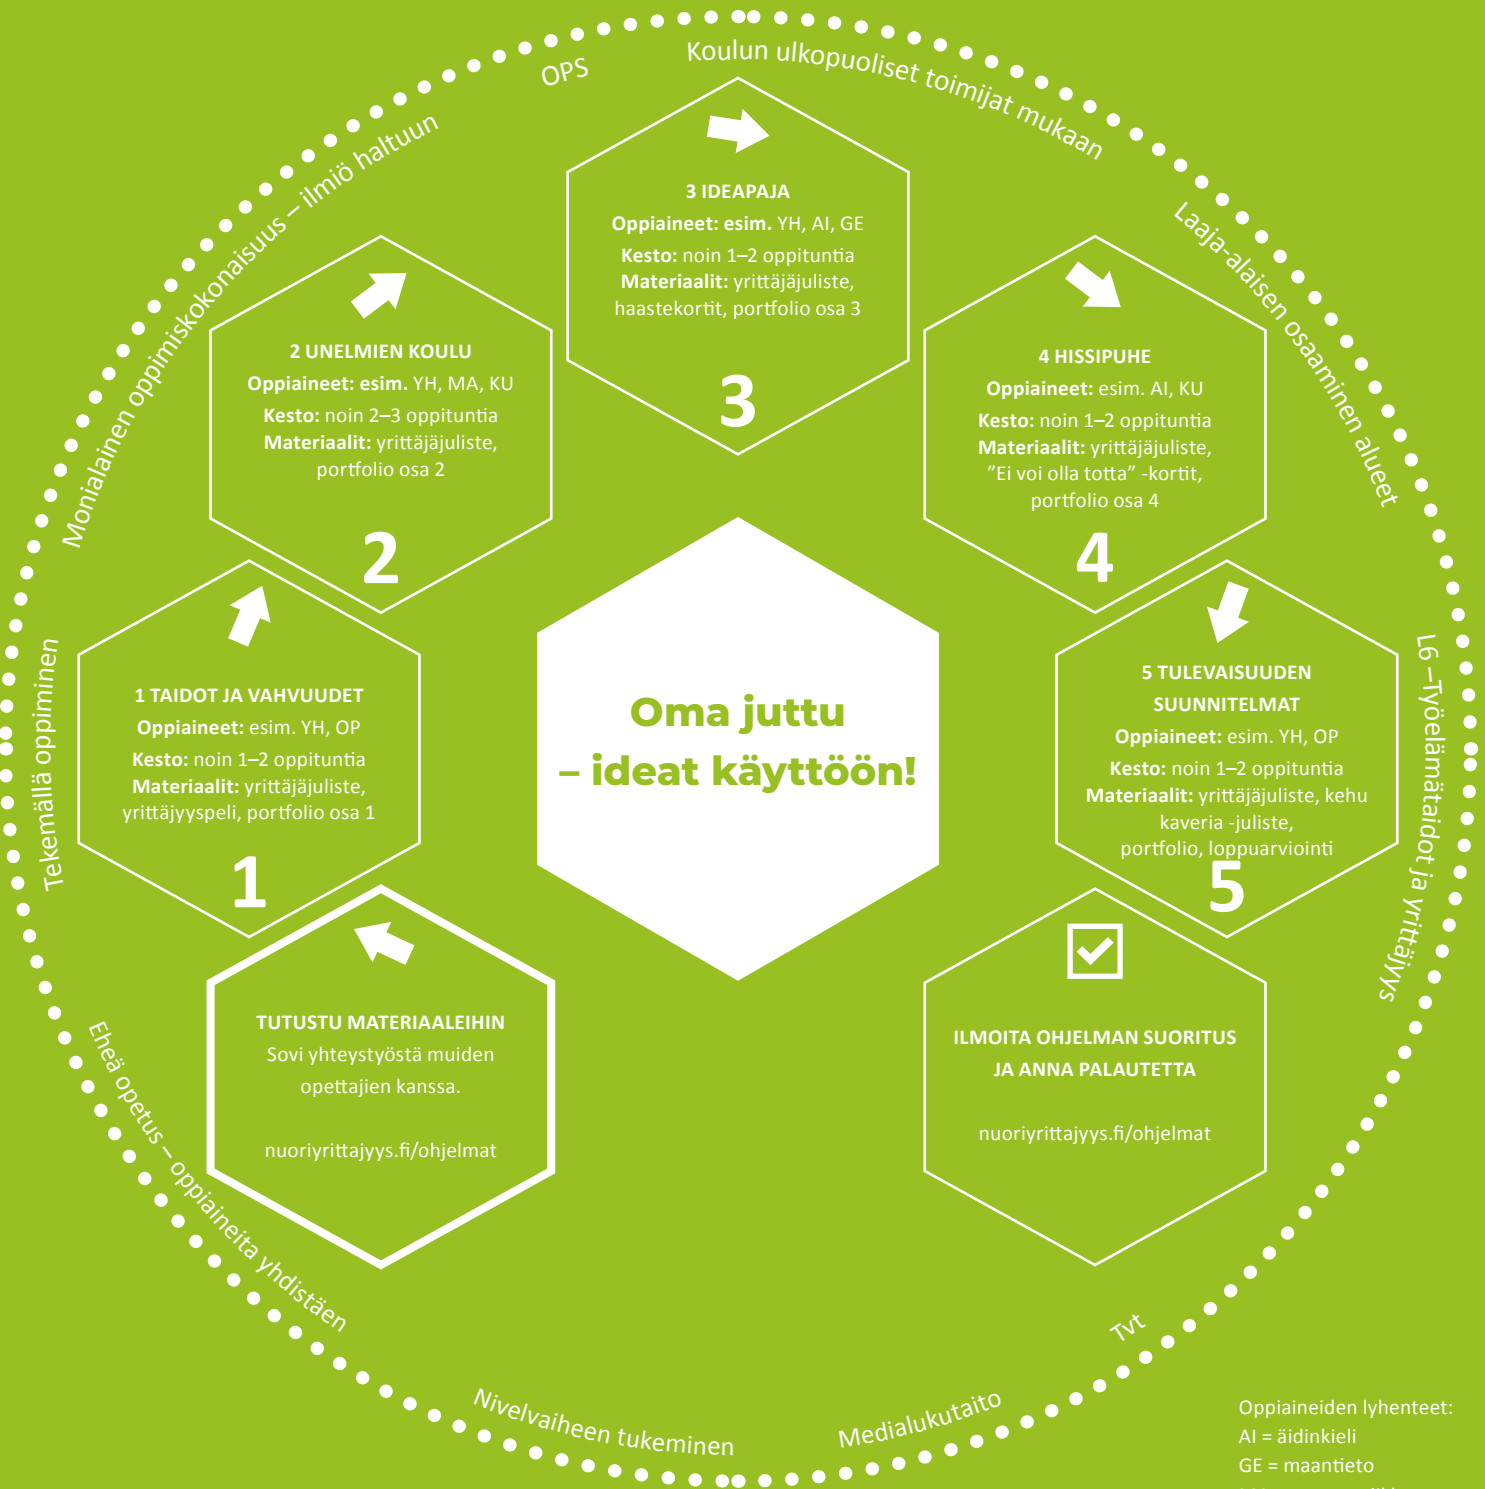 OPS
Koulun ulkopuoliset toimijat mukaan
Laaja-alaisen osaaminen alueet
L6 –Työelämätaidot ja yrittäjyys
Tvt
Medialukutaito
Nivelvaiheen tukeminen
Eheä opetus – oppiaineita yhdistäen
Tekemällä oppiminen
Monialainen oppimiskokonaisuus – ilmiö haltuun
Oma juttu
– ideat käyttöön!
TUTUSTU MATERIAALEIHIN
Sovi yhteystyöstä muiden
opettajien kanssa.
nuoriyrittajyys.fi/ohjelmat
1 TAIDOT JA VAHVUUDET
Oppiaineet: esim. YH, OP
Kesto: noin 1–2 oppituntia
Materiaalit: yrittäjäjuliste,
yrittäjyyspeli, portfolio osa 1
1
2 UNELMIEN KOULU
Oppiaineet: esim. YH, MA, KU
Kesto: noin 2–3 oppituntia
Materiaalit: yrittäjäjuliste,
portfolio osa 2
2
3 IDEAPAJA
Oppiaineet: esim. YH, AI, GE
Kesto: noin 1–2 oppituntia
Materiaalit: yrittäjäjuliste,
haastekortit, portfolio osa 3
3
4 HISSIPUHE
Oppiaineet: esim. AI, KU
Kesto: noin 1–2 oppituntia
Materiaalit: yrittäjäjuliste,
”Ei voi olla totta” -kortit,
portfolio osa 4
4
5 TULEVAISUUDEN
SUUNNITELMAT
Oppiaineet: esim. YH, OP
Kesto: noin 1–2 oppituntia
Materiaalit: yrittäjäjuliste, kehu
kaveria -juliste,
portfolio, loppuarviointi
5
ILMOITA OHJELMAN SUORITUS
JA ANNA PALAUTETTA
nuoriyrittajyys.fi/ohjelmat
Oppiaineiden lyhenteet:
AI = äidinkieli
GE = maantieto